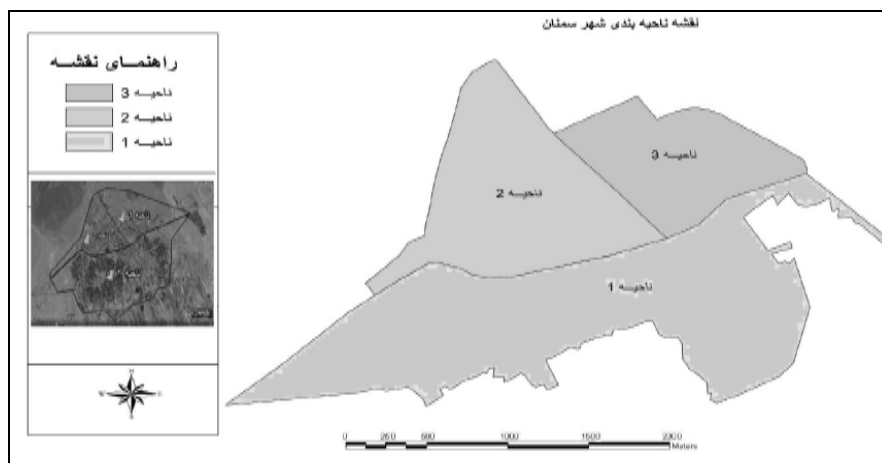 نقشه ناحیه بندی شهر سمنان
راهنمای نقشه
ناحیه 3
ناحیه 2
ناحیه 1
ناحیه 3
ناحیه 2
ناحیه 1
N
W E
S
0 250 500 1000 1500 2000
Meters